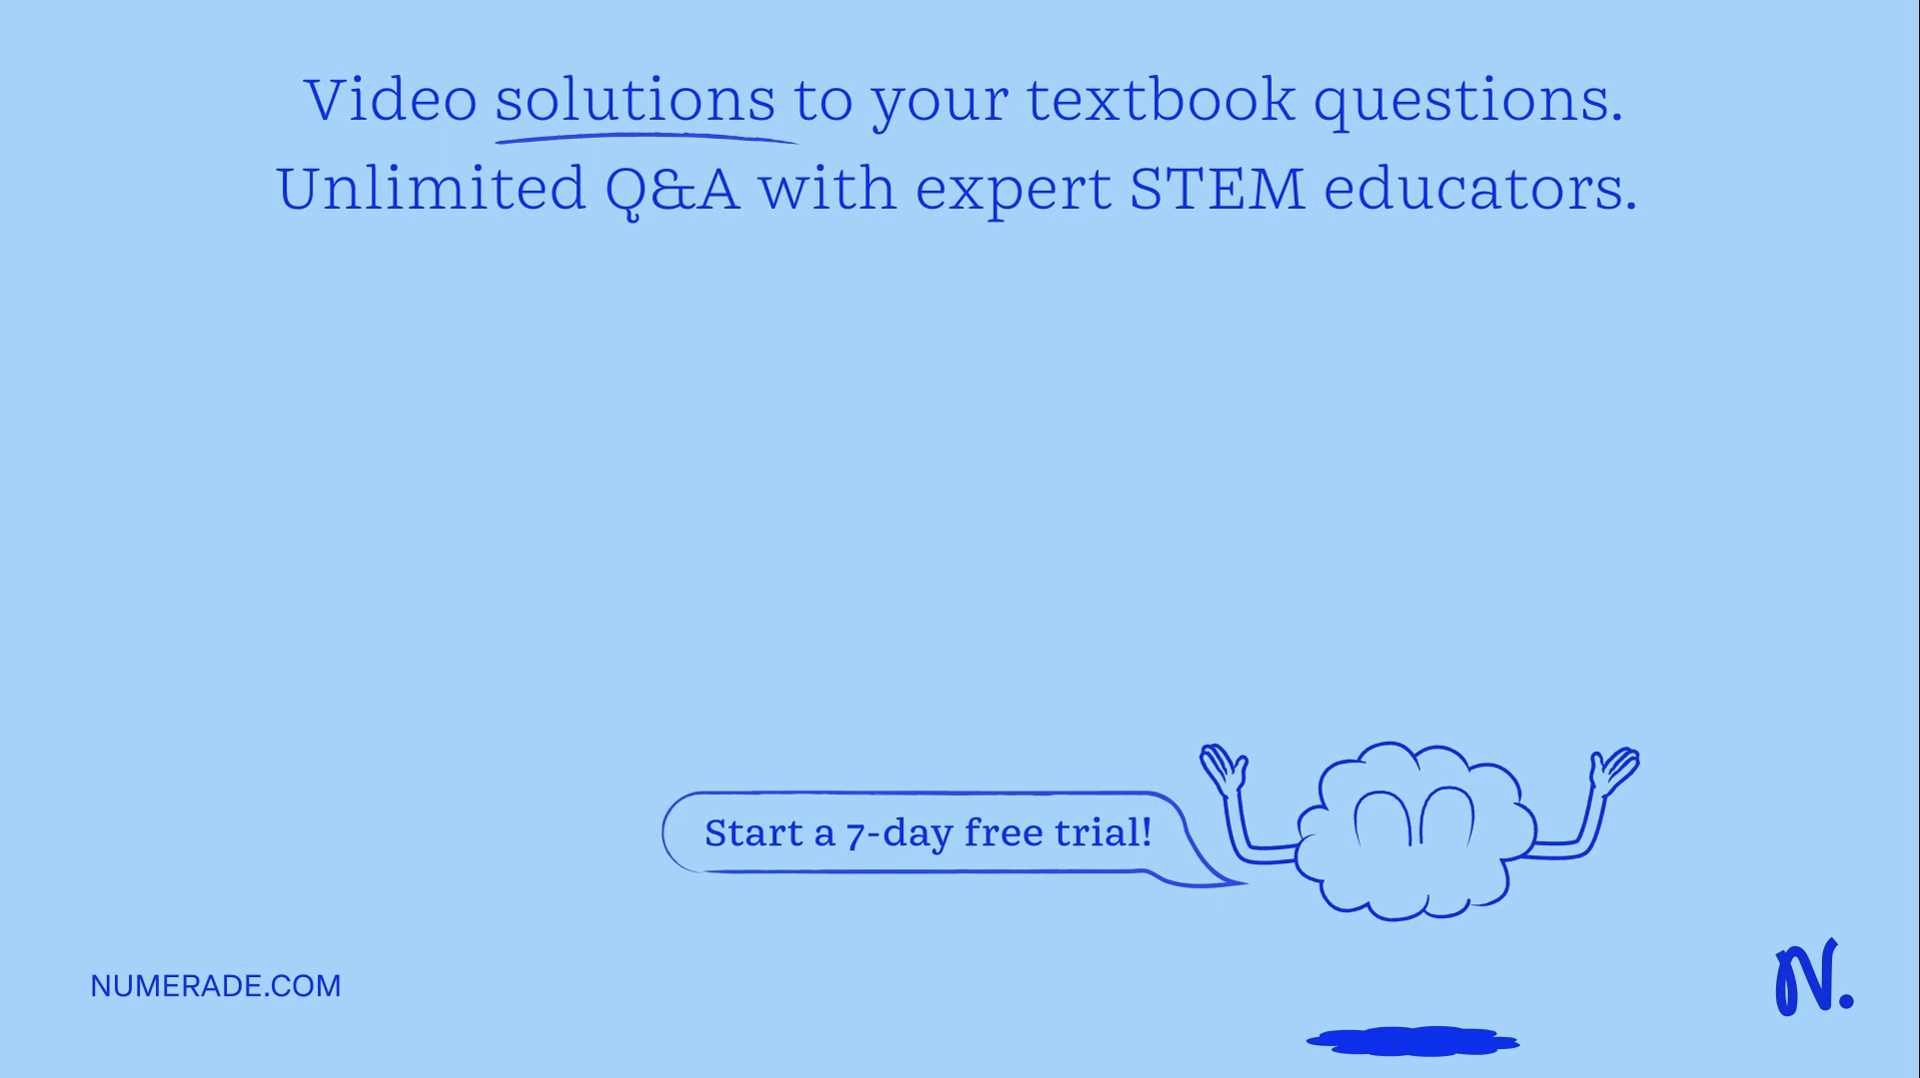 Video solutions to your textbook questions.
Unlimited Q&A with expert STEM educators.
Start a 7-day free trial!
NUMERADE.COM
N.